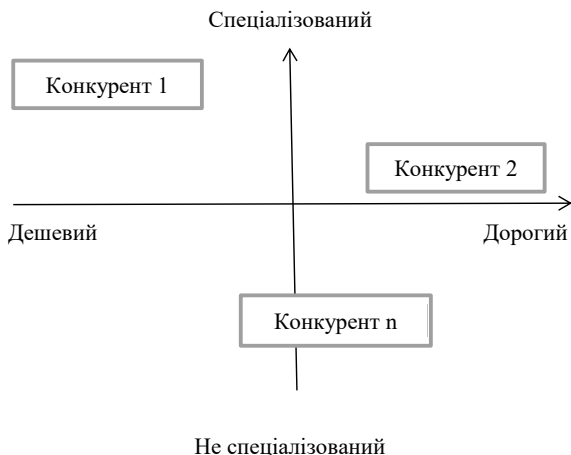 Спеціалізований
Конкурент 1
Конкурент 2
Дешевий
Дорогий
Конкурент n
Не спеціалізований